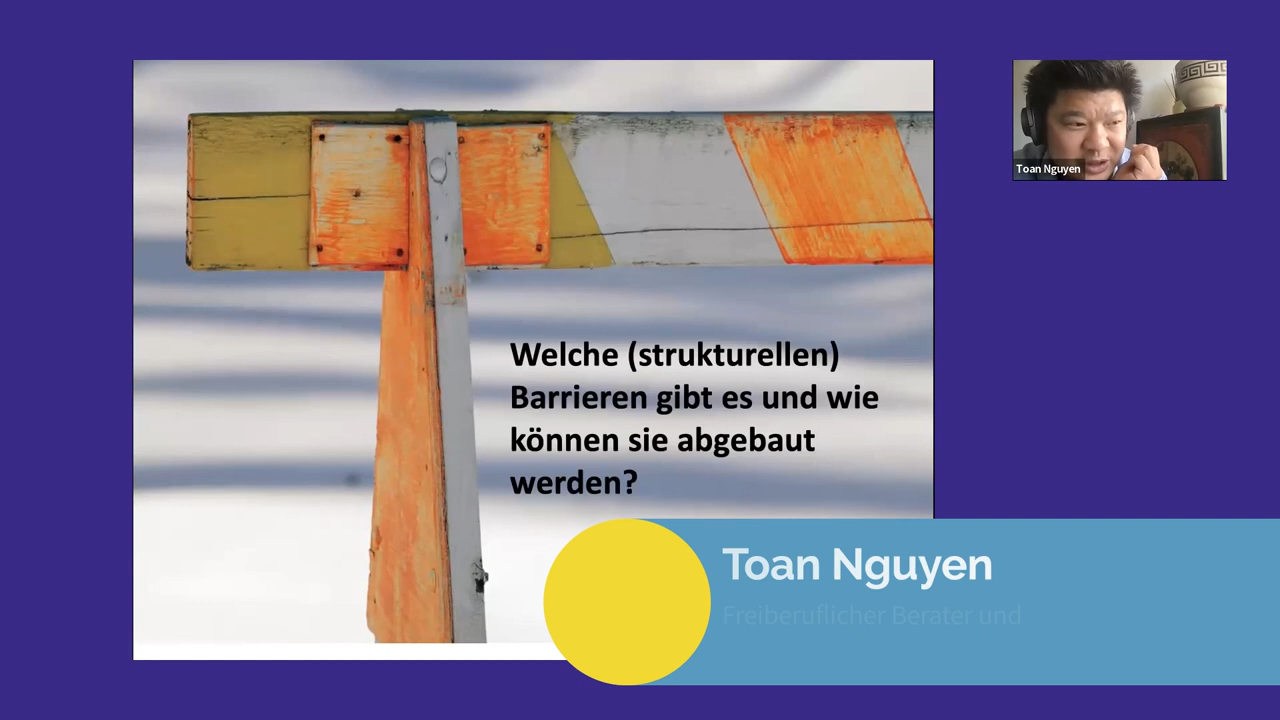 Welche (strukturellen)
Barrieren gibt es und wie
können sie abgebaut
werden?
Toan Nguyen
Toan Nguyen
Freiberuflicher Berater und